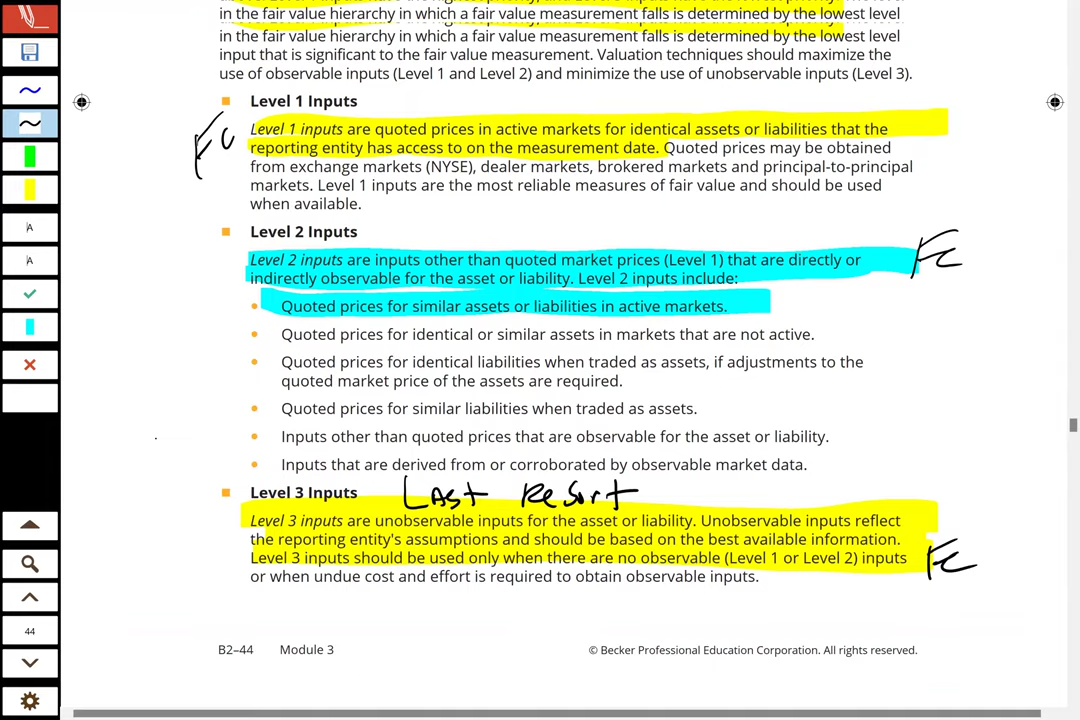 in the fair value hierarchy in which a fair value measurement falls is determined by the lowest level
in the fair value hierarchy in which a fair value measurement falls is determined by the lowest level
input that is significant to the fair value measurement. Valuation techniques should maximize the
use of observable inputs (Level 1 and Level 2) and minimize the use of unobservable inputs (Level 3).
Level 1 Inputs
Level 1 inputs are quoted prices in active markets for identical assets or liabilities that the
reporting entity has access to on the measurement date. Quoted prices may be obtained
from exchange markets (NYSE), dealer markets, brokered markets and principal-to-principal
markets. Level 1 inputs are the most reliable measures of fair value and should be used
when available.
FC
Level 2 Inputs
Level 2 inputs are inputs other than quoted market prices (Level 1) that are directly or
indirectly observable for the asset or liability. Level 2 inputs include:
FC
Quoted prices for similar assets or liabilities in active markets.
Quoted prices for identical or similar assets in markets that are not active.
Quoted prices for identical liabilities when traded as assets, if adjustments to the
quoted market price of the assets are required.
Quoted prices for similar liabilities when traded as assets.
Inputs other than quoted prices that are observable for the asset or liability.
Inputs that are derived from or corroborated by observable market data.
Level 3 Inputs LAST ReSort
Level 3 inputs are unobservable inputs for the asset or liability. Unobservable inputs reflect
the reporting entity's assumptions and should be based on the best available information.
Level 3 inputs should be used only when there are no observable (Level 1 or Level 2) inputs
or when undue cost and effort is required to obtain observable inputs.
FC
B2–44 Module 3 © Becker Professional Education Corporation. All rights reserved.
A
A
44